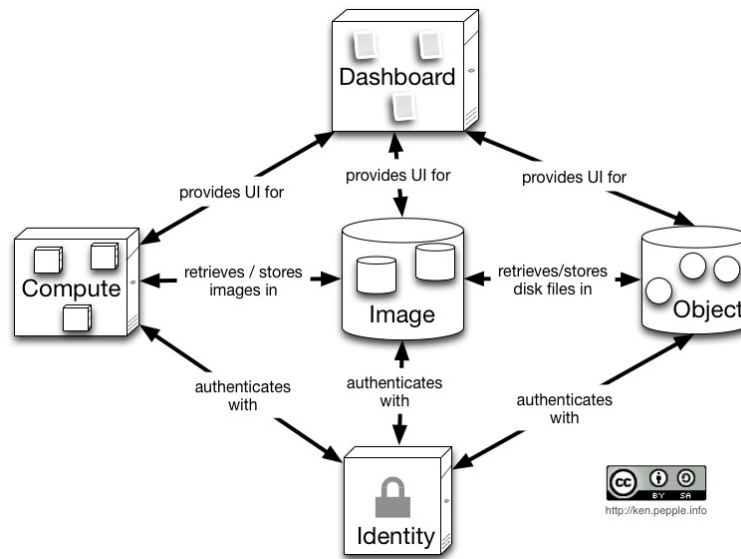 Dashboard
provides UI for
provides UI for
provides UI for
Compute
retrieves / stores
images in
Image
retrieves/stores
disk files in
Object
authenticates
with
authenticates
with
authenticates
with
Identity
cc
BY SA
http://ken.pepple.info